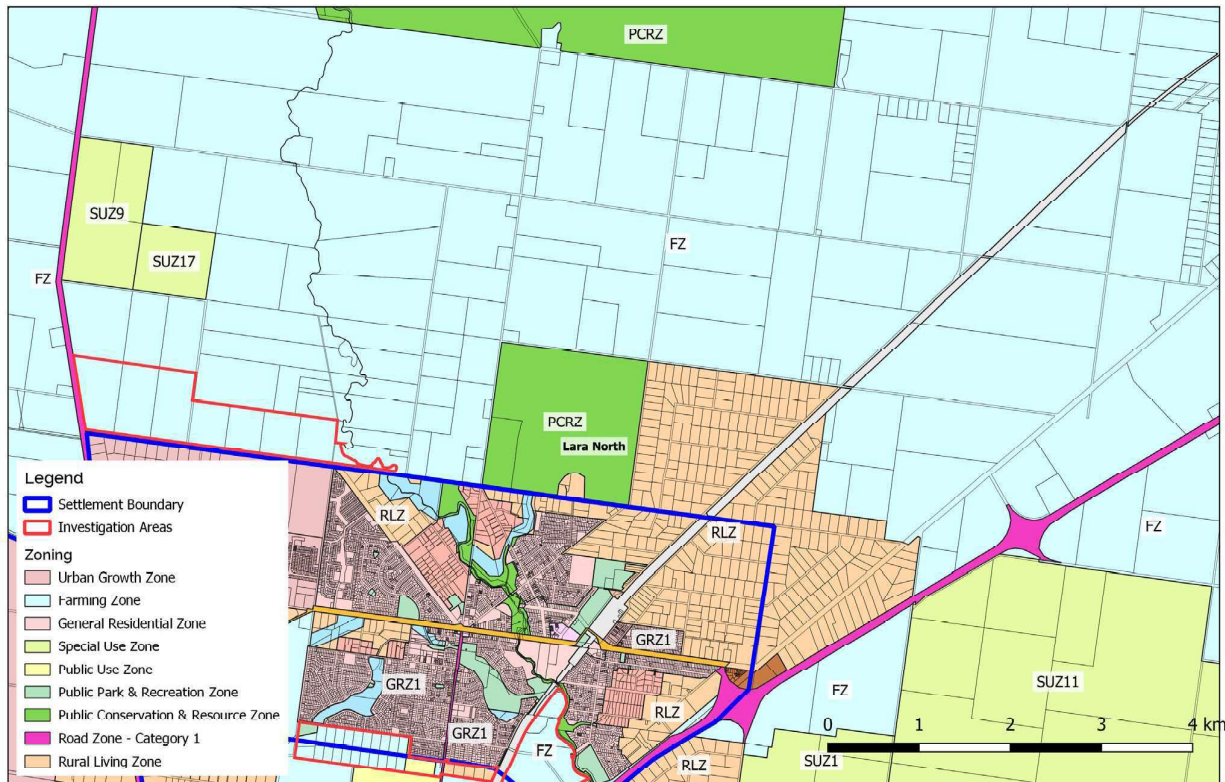 PCRZ
SUZ9
SUZ17
FZ
FZ
PCRZ
Lara North
Legend
Settlement Boundary
Investigation Areas
Zoning
Urban Growth Zone
Farming Zone
General Residential Zone
Special Use Zone
Public Use Zone
Public Park & Recreation Zone
Public Conservation & Resource Zone
Road Zone - Category 1
Rural Living Zone
RLZ
RLZ
FZ
GRZ1
GRZ1
SUZ11
RLZ
FZ
GRZ1
FZ
RLZ
SUZ1
0 1 2 3 4 km